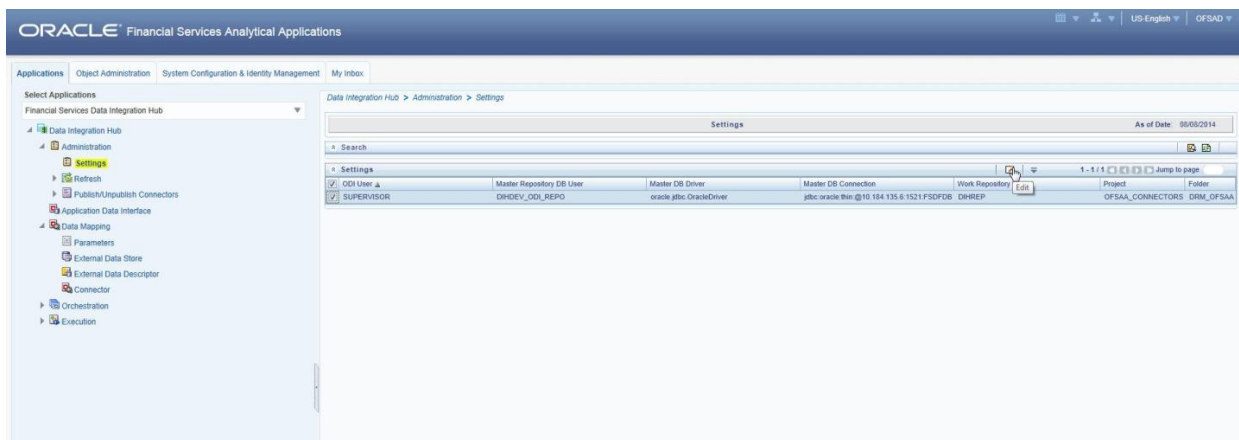 ORACLE Financial Services Analytical Applications
US-English
OFSAD
Applications
Object Administration
System Configuration & Identity Management
My Inbox
Select Applications
Financial Services Data Integration Hub
Data Integration Hub
Administration
Settings
Refresh
Publish/Unpublish Connectors
Application Data Interface
Data Mapping
Parameters
External Data Store
External Data Descriptor
Connector
Orchestration
Execution
Data Integration Hub > Administration > Settings
Settings
As of Date: 08/08/2014
Search
Settings
1 - 1 / 1
Jump to page
ODI User
Master Repository DB User
Master DB Driver
Master DB Connection
Work Repository
Edit
Project
Folder
SUPERVISOR
DIHDEV_ODI_REPO
oracle.jdbc.OracleDriver
jdbc:oracle:thin:@10.184.135.6:1521:FSDFDB
DIHREP
OFSAA_CONNECTORS
DRM_OFSAA